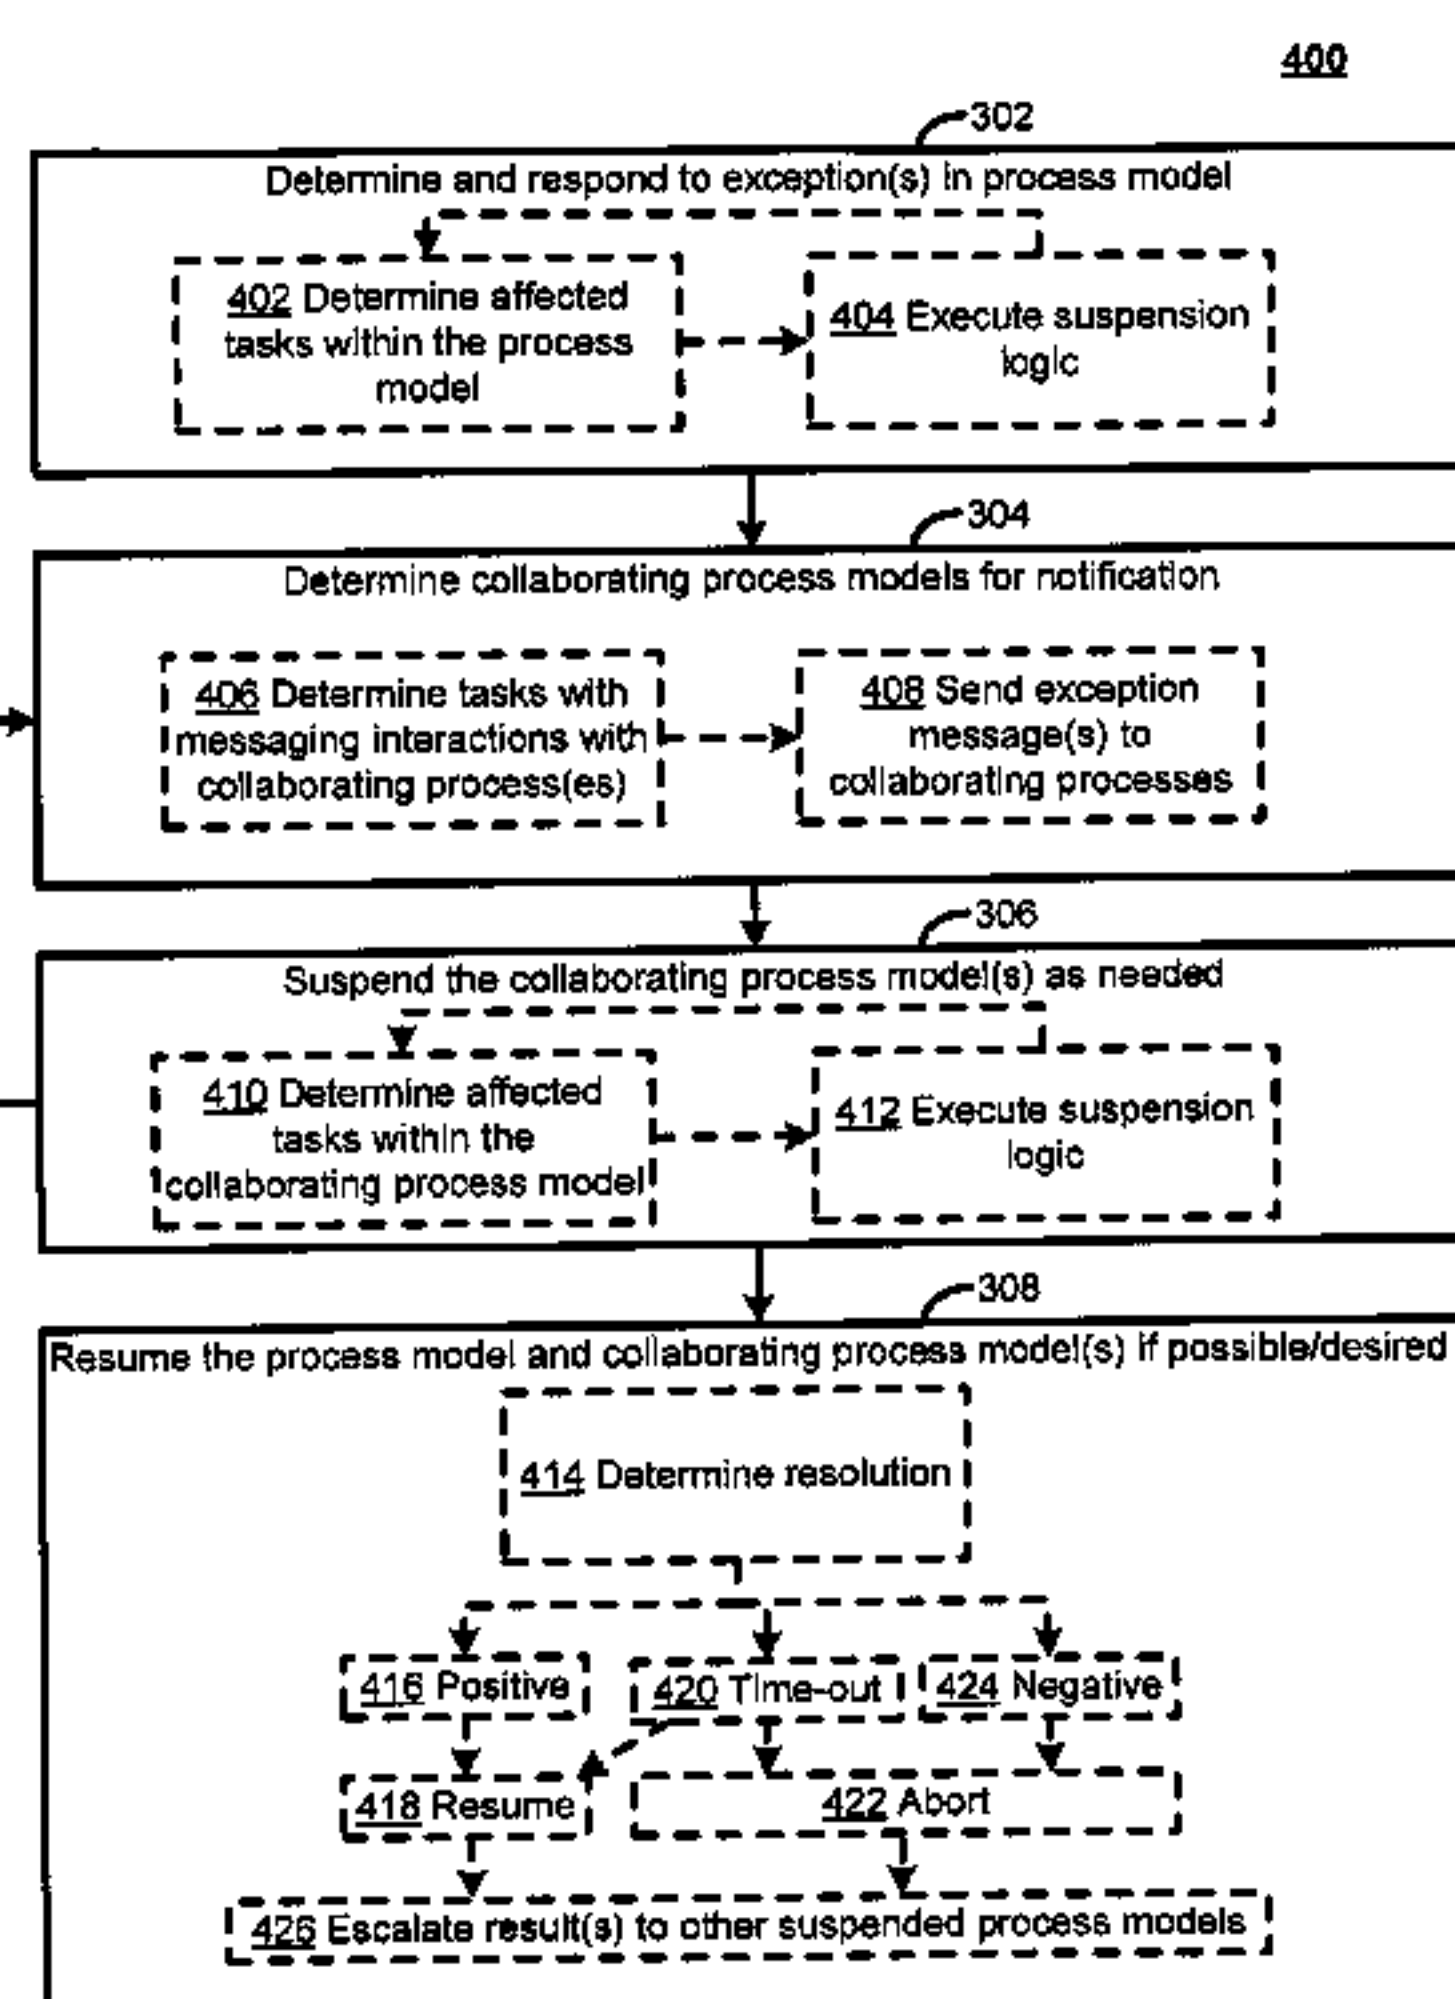 400
302
Determine and respond to exception(s) in process model
402 Determine affected
tasks within the process
model
404 Execute suspension
logic
304
Determine collaborating process models for notification
406 Determine tasks with
messaging interactions with
collaborating process(es)
408 Send exception
message(s) to
collaborating processes
306
Suspend the collaborating process model(s) as needed
410 Determine affected
tasks within the
collaborating process model
412 Execute suspension
logic
308
Resume the process model and collaborating process model(s) if possible/desired
414 Determine resolution
416 Positive
420 Time-out
424 Negative
418 Resume
422 Abort
426 Escalate result(s) to other suspended process models